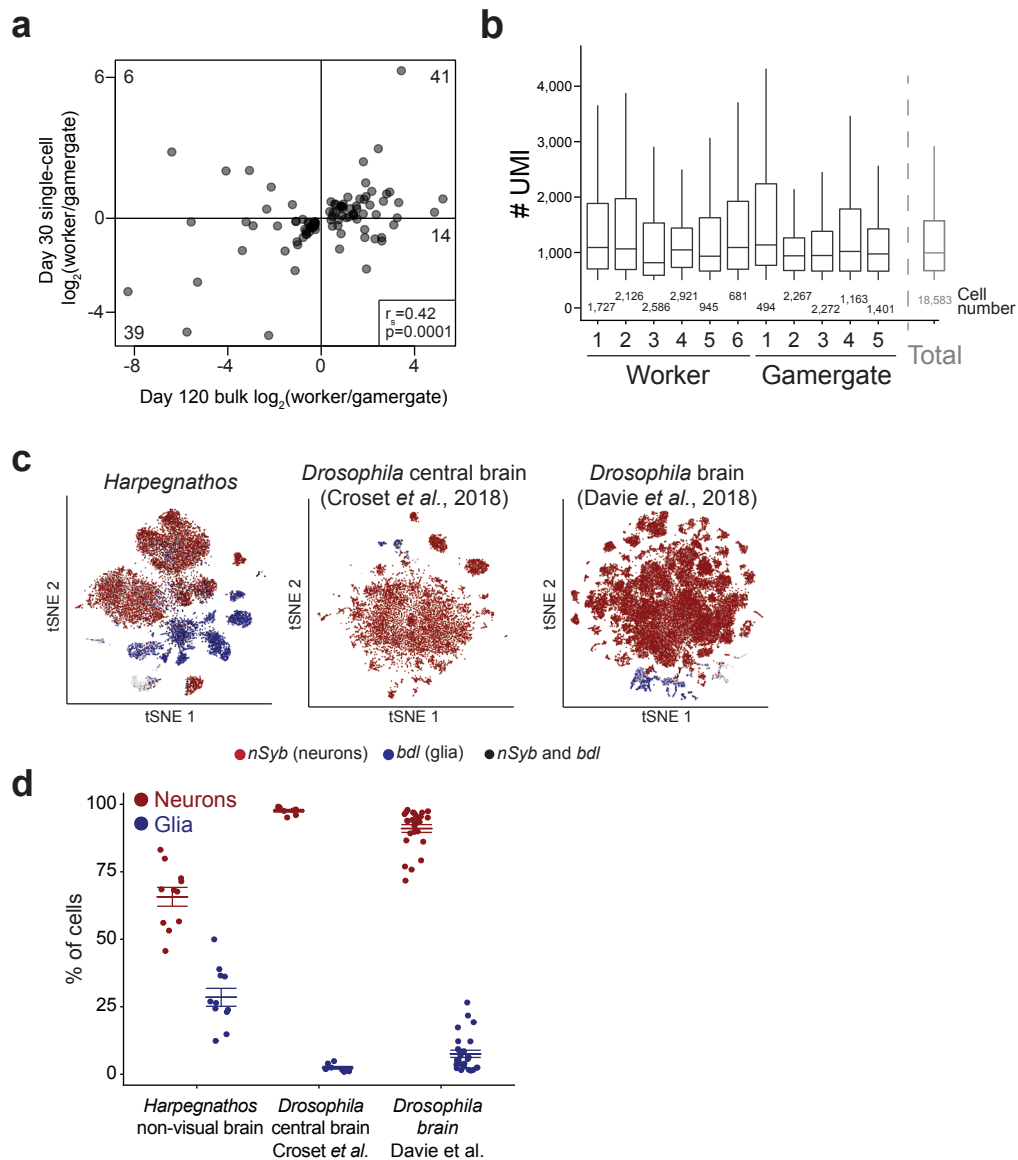 a
6
6
41
0
14
-4
39
r_s=0.42
p=0.0001
-8
-4
0
4
Day 30 single-cell
log2(worker/gamergate)
Day 120 bulk log2(worker/gamergate)
b
# UMI
4,000
3,000
2,000
1,000
0
1,727
2,126
2,586
2,921
945
681
494
2,267
2,272
1,163
1,401
18,583
Cell
number
1 2 3 4 5 6 1 2 3 4 5
Worker
Gamergate
Total
c
Harpegnathos
Drosophila central brain
(Croset et al., 2018)
Drosophila brain
(Davie et al., 2018)
tSNE 2
tSNE 1
tSNE 2
tSNE 1
tSNE 2
tSNE 1
nSyb (neurons) bdl (glia) nSyb and bdl
d
Neurons
Glia
% of cells
100
75
50
25
0
Harpegnathos
non-visual brain
Drosophila
central brain
Croset et al.
Drosophila
brain
Davie et al.